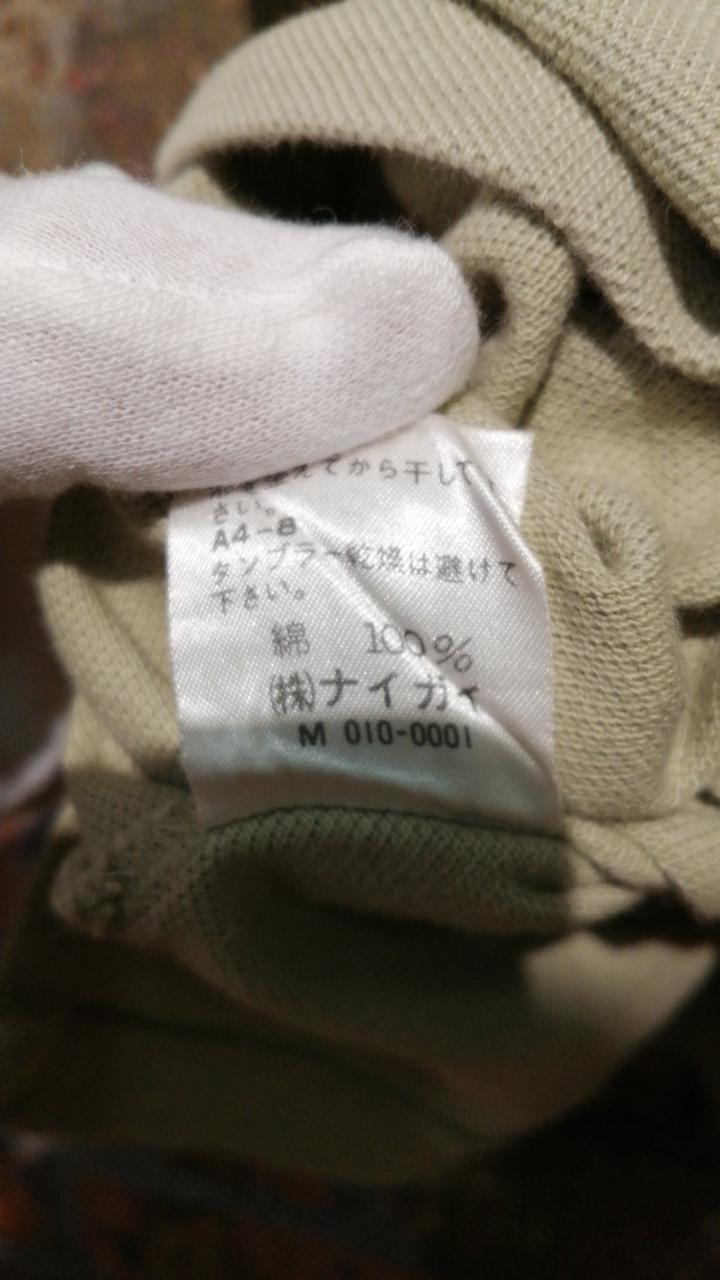 えてから干して
さい。
A4-8
タンブラー乾燥は避けて
下さい。
綿 100%
(株)ナイガイ
M 010-0001